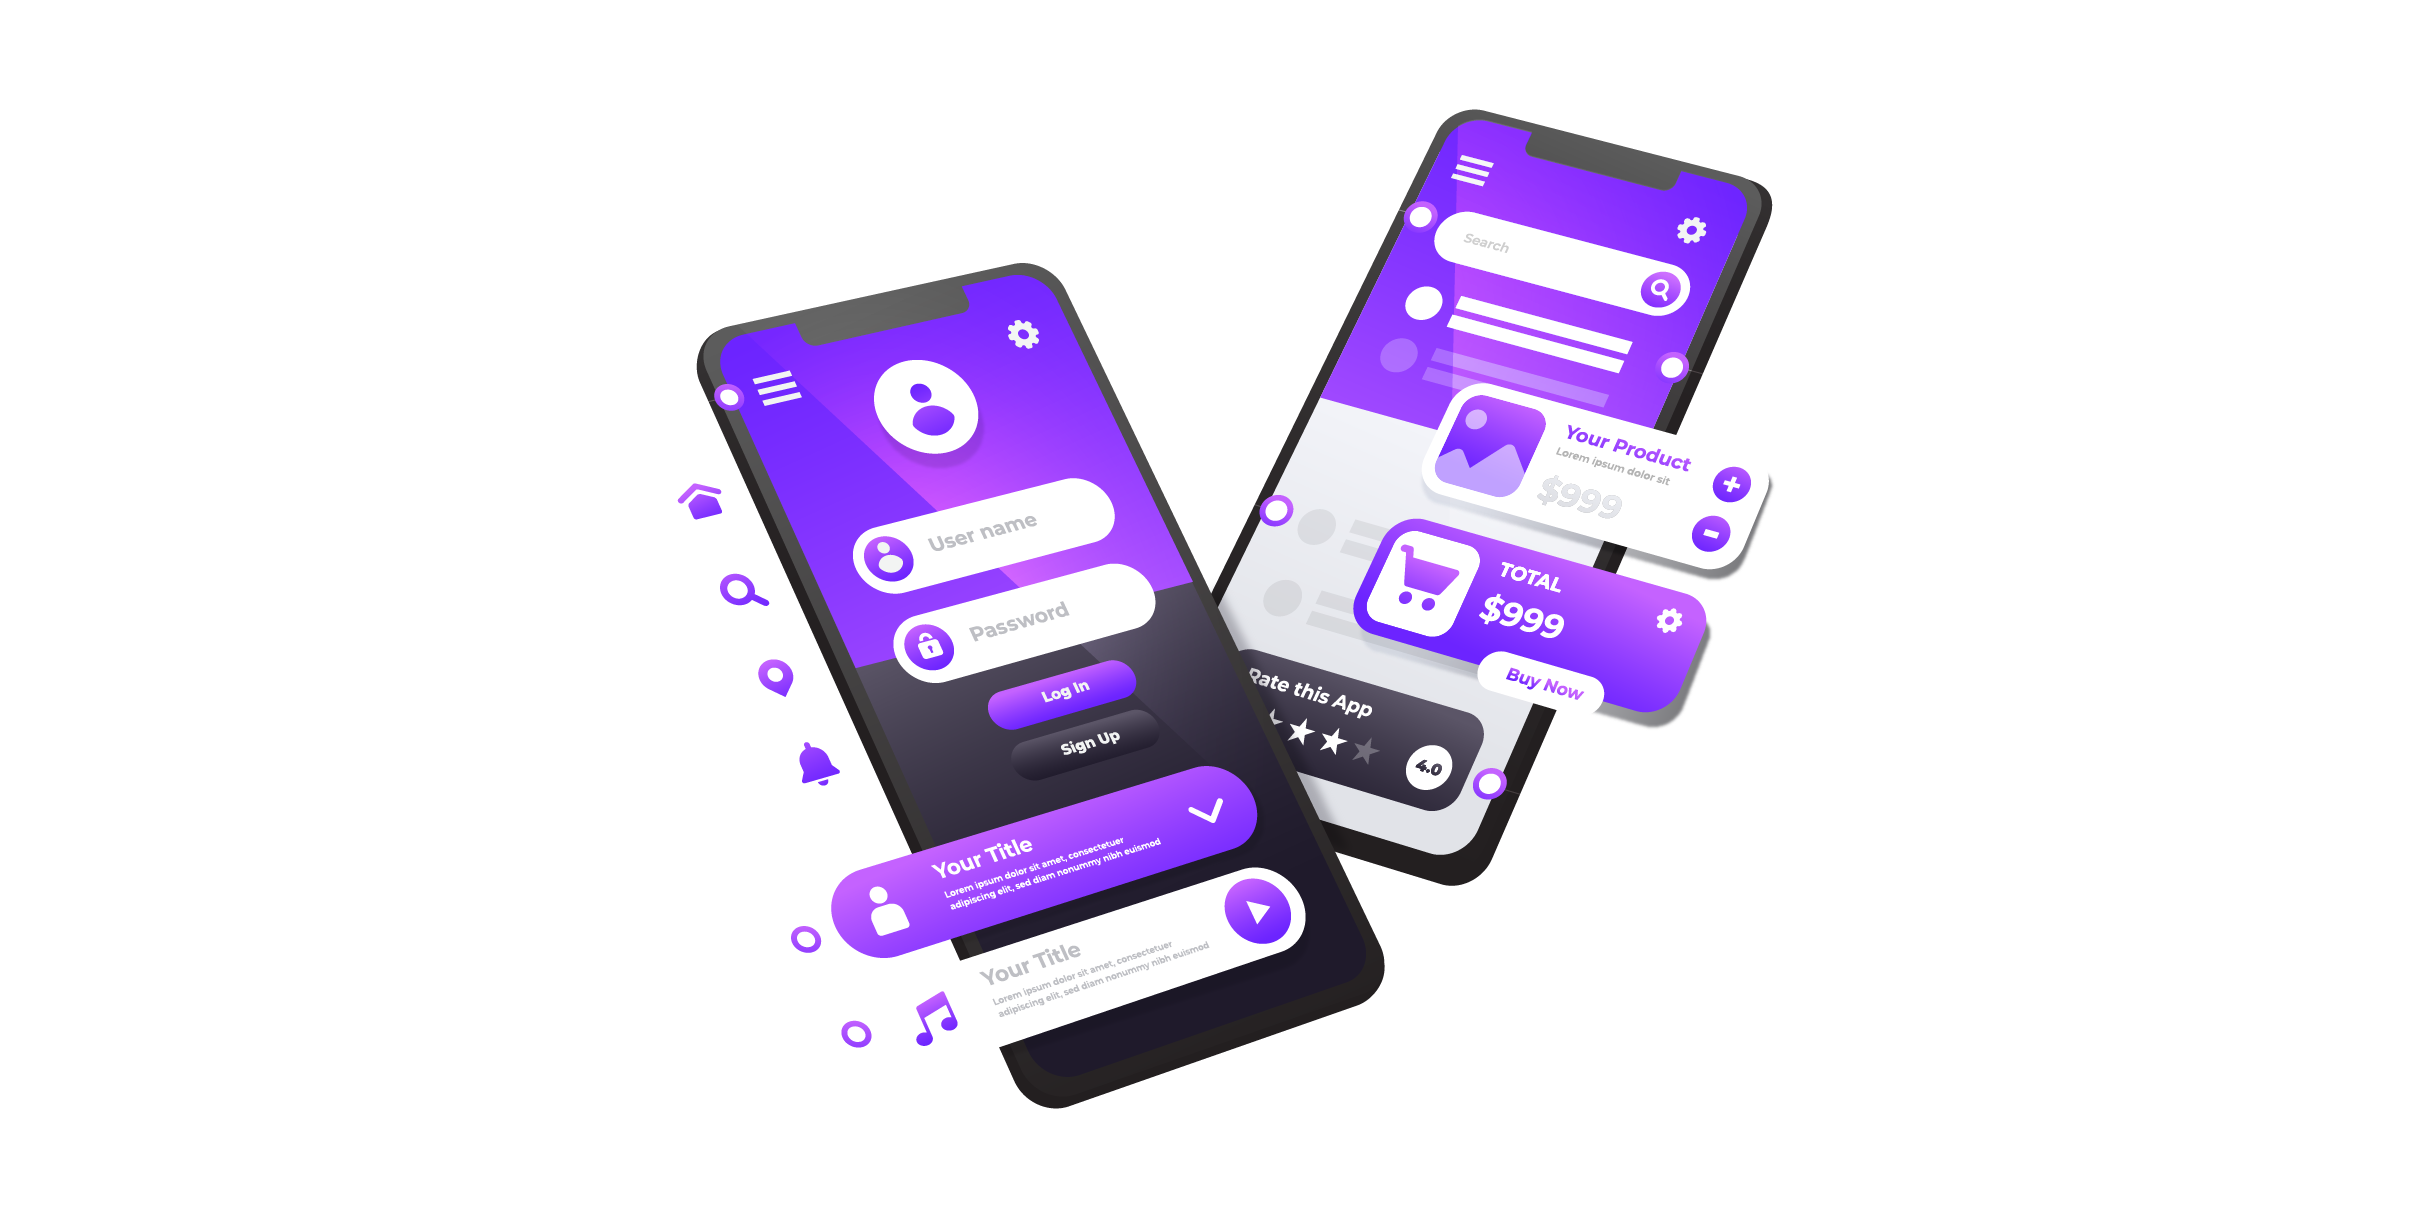 User name
Password
Log In
Sign Up
Your Title
Lorem ipsum dolor sit amet, consectetuer
adipiscing elit, sed diam nonummy nibh euismod
Your Title
Lorem ipsum dolor sit amet, consectetuer
adipiscing elit, sed diam nonummy nibh euismod
Search
Your Product
Lorem ipsum dolor sit
$999
TOTAL
$999
Buy Now
Rate this App
4.0